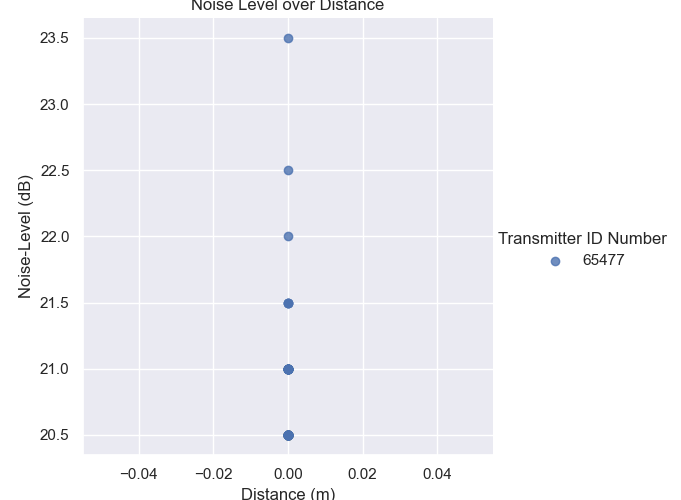 Noise Level over Distance
23.5
23.0
22.5
22.0
21.5
21.0
20.5
Noise-Level (dB)
−0.04 −0.02 0.00 0.02 0.04
Distance (m)
Transmitter ID Number
65477